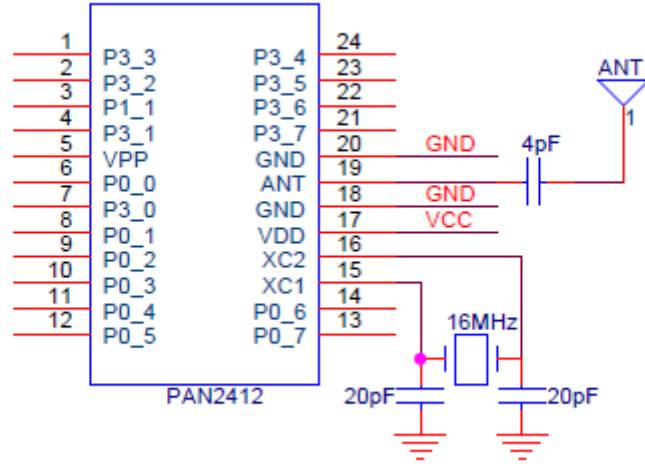 1 P3_3 P3_4 24
2 P3_2 P3_5 23
3 P1_1 P3_6 22
4 P3_1 P3_7 21
5 VPP GND 20 GND
6 P0_0 ANT 19 4pF ANT 1
7 P3_0 GND 18 GND
8 P0_1 VDD 17 VCC
9 P0_2 XC2 16
10 P0_3 XC1 15
11 P0_4 P0_6 14
12 P0_5 P0_7 13
16MHz
PAN2412 20pF 20pF